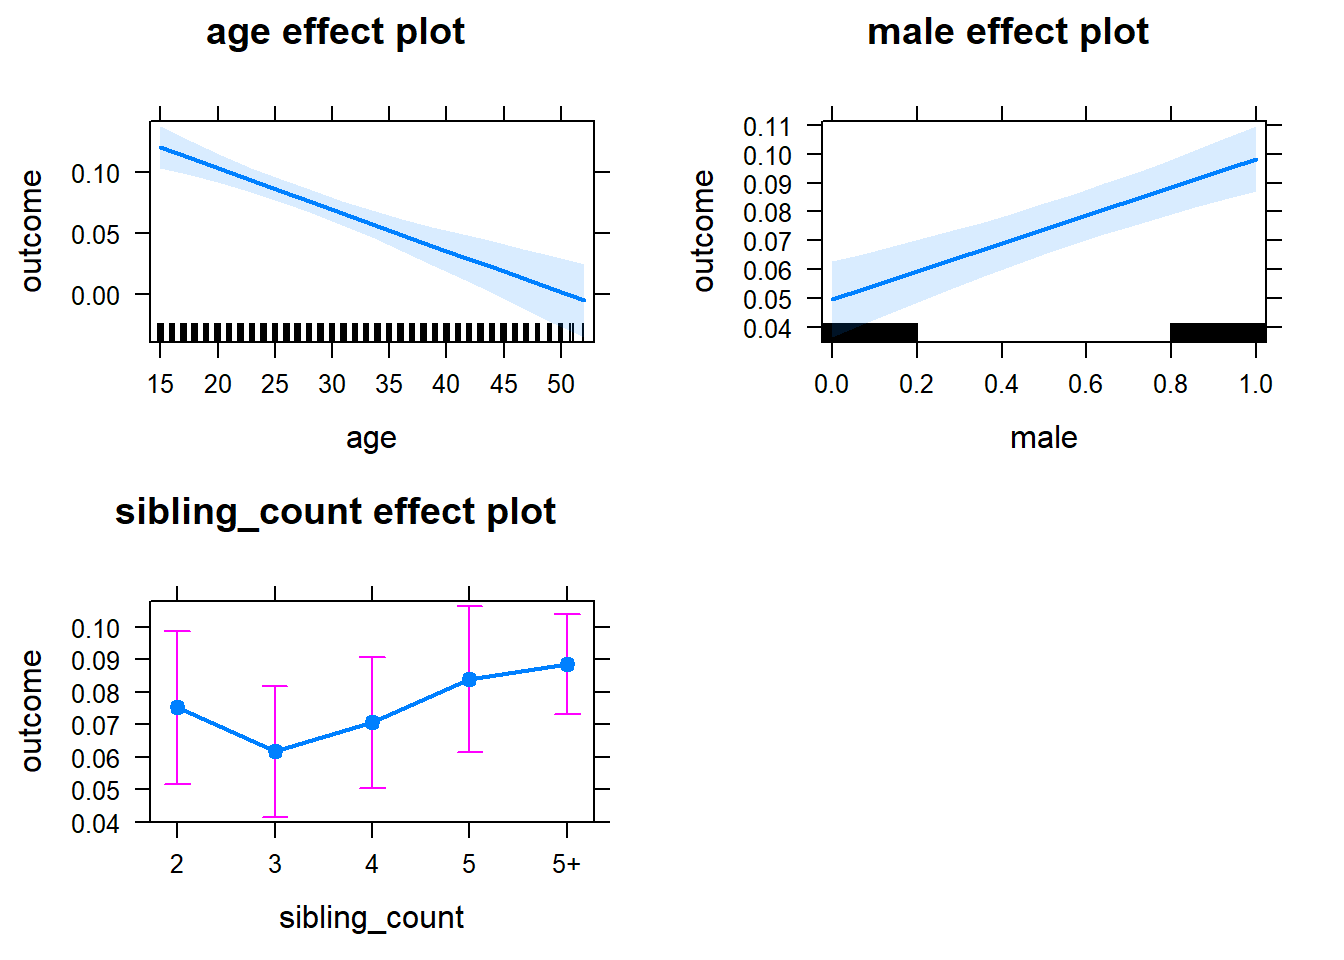 age effect plot
outcome
0.10
0.05
0.00
15 20 25 30 35 40 45 50
age
male effect plot
outcome
0.11
0.10
0.09
0.08
0.07
0.06
0.05
0.04
0.0 0.2 0.4 0.6 0.8 1.0
male
sibling_count effect plot
outcome
0.10
0.09
0.08
0.07
0.06
0.05
0.04
2 3 4 5 5+
sibling_count